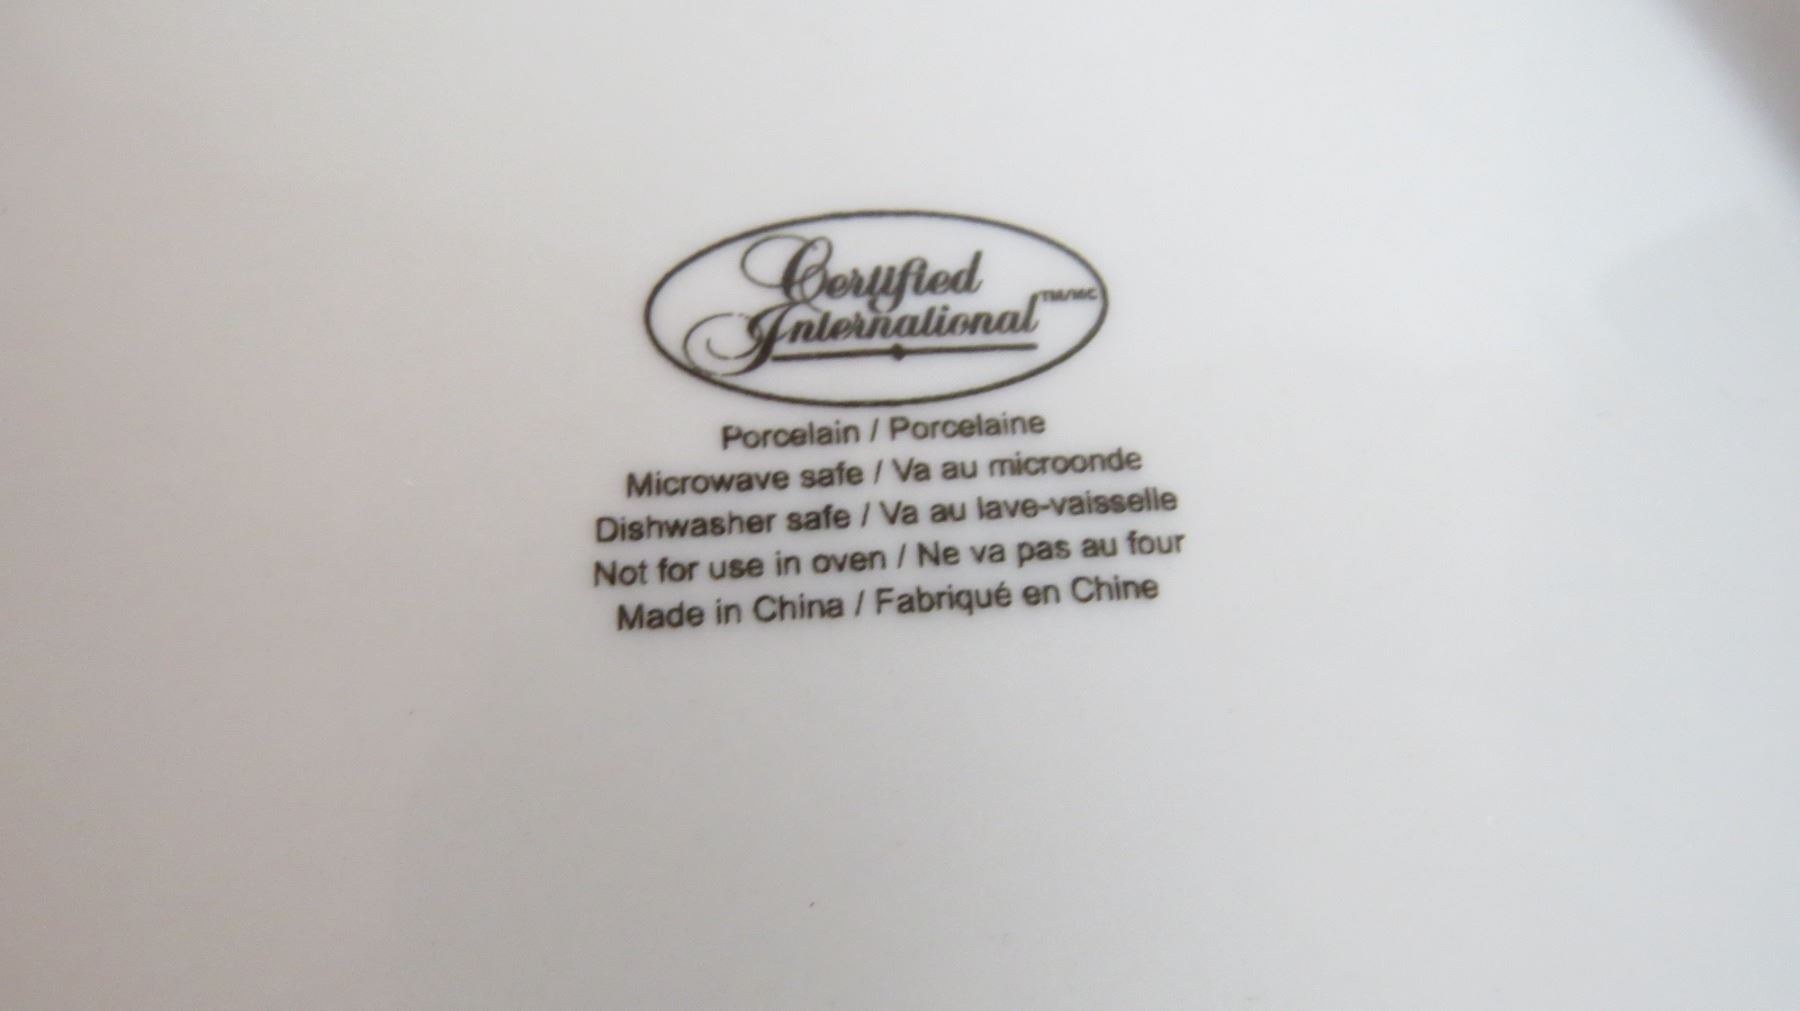 Certified
International TM/MC
Porcelain / Porcelaine
Microwave safe / Va au microonde
Dishwasher safe / Va au lave-vaisselle
Not for use in oven / Ne va pas au four
Made in China / Fabriqué en Chine